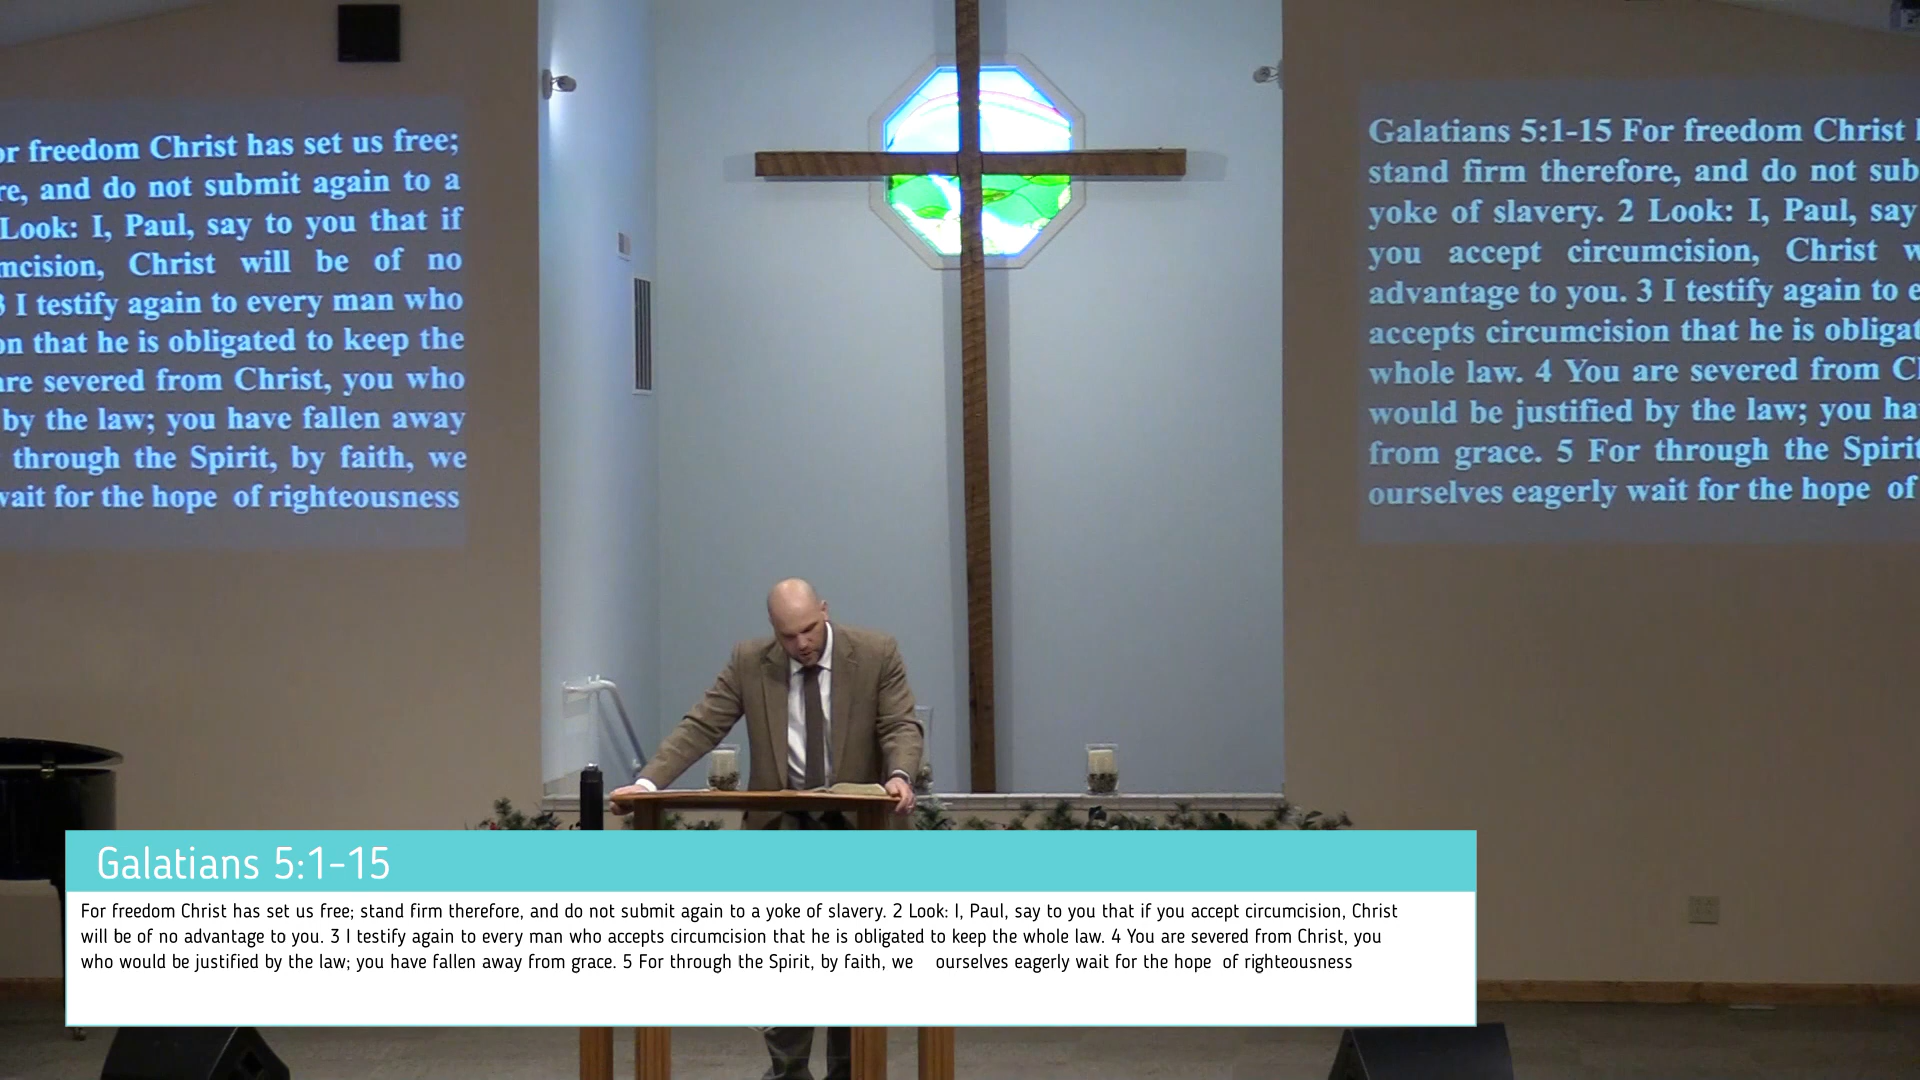 or freedom Christ has set us free;
re, and do not submit again to a
Look: I, Paul, say to you that if
mcision, Christ will be of no
3 I testify again to every man who
on that he is obligated to keep the
are severed from Christ, you who
by the law; you have fallen away
through the Spirit, by faith, we
wait for the hope of righteousness
Galatians 5:1-15 For freedom Christ
stand firm therefore, and do not sub
yoke of slavery. 2 Look: I, Paul, say
you accept circumcision, Christ w
advantage to you. 3 I testify again to e
accepts circumcision that he is obligat
whole law. 4 You are severed from C
would be justified by the law; you ha
from grace. 5 For through the Spirit
ourselves eagerly wait for the hope of
Galatians 5:1-15
For freedom Christ has set us free; stand firm therefore, and do not submit again to a yoke of slavery. 2 Look: I, Paul, say to you that if you accept circumcision, Christ
will be of no advantage to you. 3 I testify again to every man who accepts circumcision that he is obligated to keep the whole law. 4 You are severed from Christ, you
who would be justified by the law; you have fallen away from grace. 5 For through the Spirit, by faith, we ourselves eagerly wait for the hope of righteousness